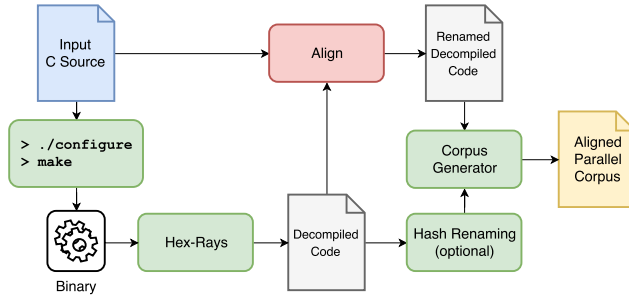 Input
C Source
Align
Renamed
Decompiled
Code
> ./configure
> make
Corpus
Generator
Aligned
Parallel
Corpus
Binary
Hex-Rays
Decompiled
Code
Hash Renaming
(optional)